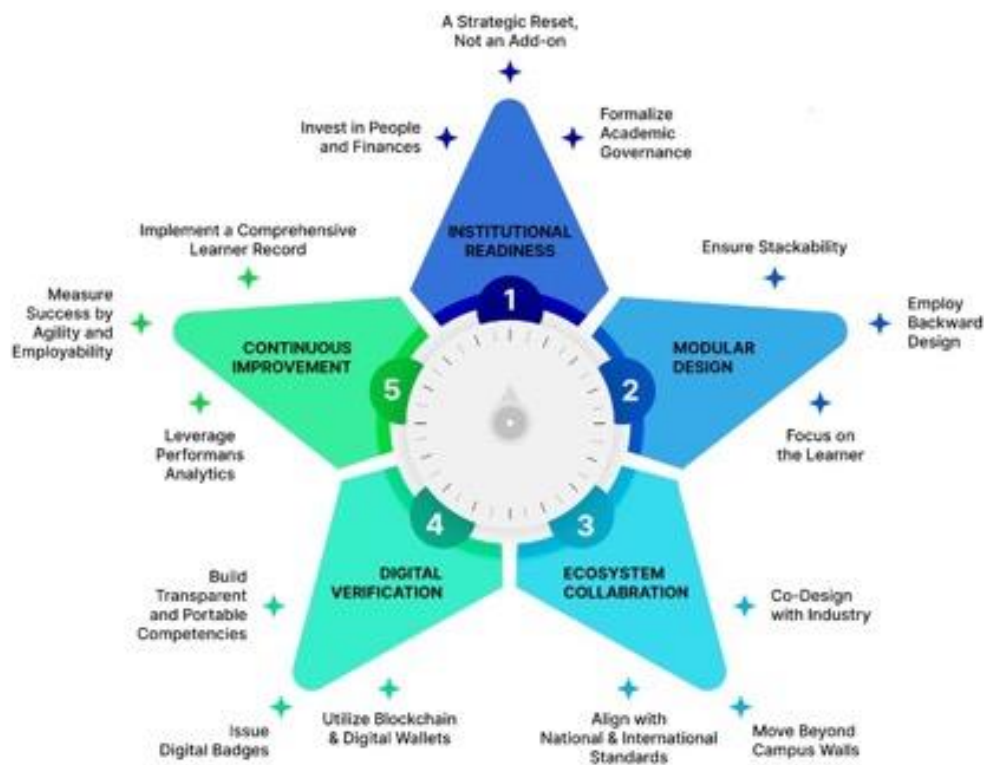 A Strategic Reset,
Not an Add-on
Invest in People
and Finances
Formalize
Academic
Governance
INSTITUTIONAL
READINESS
1
Ensure Stackability
Employ
Backward
Design
MODULAR
DESIGN
2
Focus on
the Learner
3
ECOSYSTEM
COLLABRATION
Co-Design
with Industry
Move Beyond
Campus Walls
Align with
National & International
Standards
4
DIGITAL
VERIFICATION
Build
Transparent
and Portable
Competencies
Issue
Digital Badges
Utilize Blockchain
& Digital Wallets
Implement a Comprehensive
Learner Record
Measure
Success by
Agility and
Employability
CONTINUOUS
IMPROVEMENT
5
Leverage
Performans
Analytics